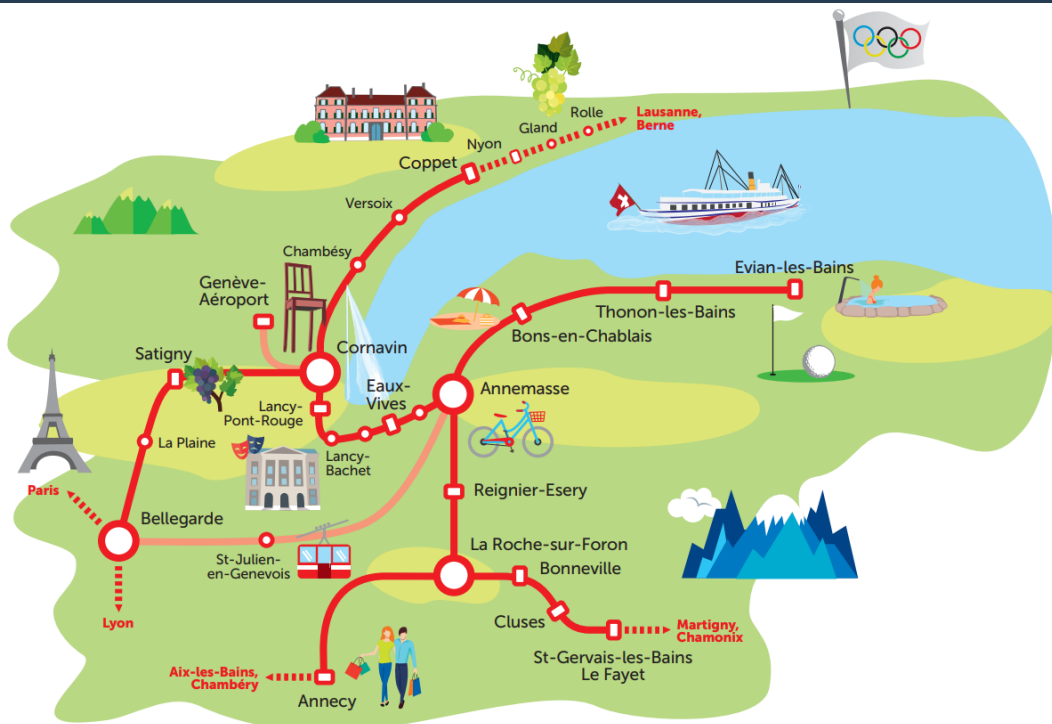 Rolle
Lausanne,
Berne
Gland
Nyon
Coppet
Versoix
Chambésy
Genève-
Aéroport
Evian-les-Bains
Thonon-les-Bains
Bons-en-Chablais
Satigny
Cornavin
Eaux-
Vives
Annemasse
Lancy-
Pont-Rouge
La Plaine
Lancy-
Bachet
Paris
Reignier-Esery
Bellegarde
La Roche-sur-Foron
St-Julien-
en-Genevois
Bonneville
Lyon
Cluses
Martigny,
Chamonix
St-Gervais-les-Bains
Le Fayet
Aix-les-Bains,
Chambéry
Annecy